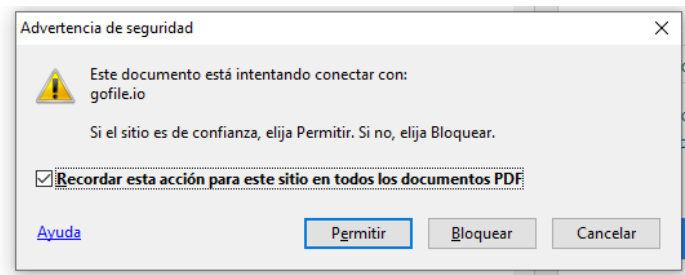 Advertencia de seguridad
Este documento está intentando conectar con:
gofile.io
Si el sitio es de confianza, elija Permitir. Si no, elija Bloquear.
Recordar esta acción para este sitio en todos los documentos PDF
Ayuda
Permitir
Bloquear
Cancelar